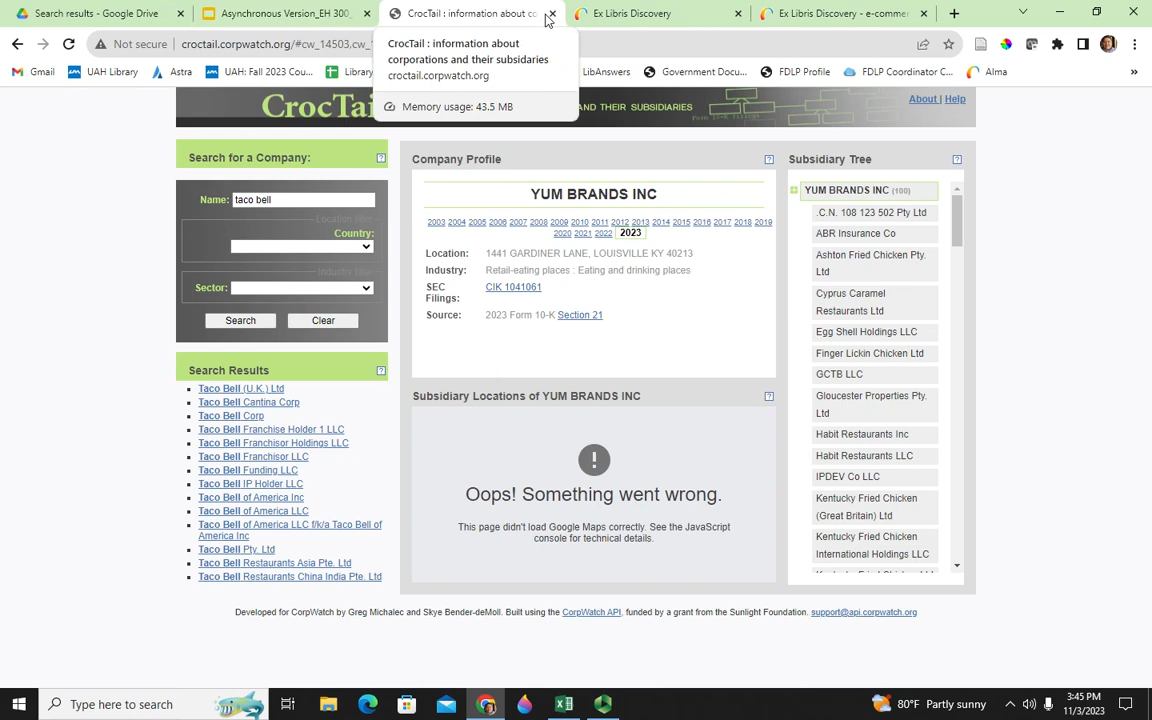 Search results - Google Drive
Asynchronous Version_EH 300_
CrocTail : information about co
Ex Libris Discovery
Ex Libris Discovery - e-comme
Not secure
croctail.corpwatch.org/#cw_14503,cw_
CrocTail : information about
corporations and their subsidaries
croctail.corpwatch.org
Memory usage: 43.5 MB
Gmail
UAH Library
Astra
UAH: Fall 2023 Cou...
Library
LibAnswers
Government Docu...
FDLP Profile
FDLP Coordinator C...
Alma
»
CrocTai
AND THEIR SUBSIDIARIES
About | Help
Search for a Company:
?
Name: taco bell
Location filter
Country:
Industry filter
Sector:
Search
Clear
Search Results
?
Taco Bell (U.K.) Ltd
Taco Bell Cantina Corp
Taco Bell Corp
Taco Bell Franchise Holder 1 LLC
Taco Bell Franchisor Holdings LLC
Taco Bell Franchisor LLC
Taco Bell Funding LLC
Taco Bell IP Holder LLC
Taco Bell of America Inc
Taco Bell of America LLC
Taco Bell of America LLC f/k/a Taco Bell of
America Inc
Taco Bell Pty. Ltd
Taco Bell Restaurants Asia Pte. Ltd
Taco Bell Restaurants China India Pte. Ltd
Company Profile
?
YUM BRANDS INC
2003 2004 2005 2006 2007 2008 2009 2010 2011 2012 2013 2014 2015 2016 2017 2018 2019
2020 2021 2022 2023
Location: 1441 GARDINER LANE, LOUISVILLE KY 40213
Industry: Retail-eating places : Eating and drinking places
SEC
Filings:
CIK 1041061
Source: 2023 Form 10-K Section 21
Subsidiary Locations of YUM BRANDS INC
?
Oops! Something went wrong.
This page didn't load Google Maps correctly. See the JavaScript
console for technical details.
Subsidiary Tree
?
YUM BRANDS INC (100)
.C.N. 108 123 502 Pty Ltd
ABR Insurance Co
Ashton Fried Chicken Pty.
Ltd
Cyprus Caramel
Restaurants Ltd
Egg Shell Holdings LLC
Finger Lickin Chicken Ltd
GCTB LLC
Gloucester Properties Pty.
Ltd
Habit Restaurants Inc
Habit Restaurants LLC
IPDEV Co LLC
Kentucky Fried Chicken
(Great Britain) Ltd
Kentucky Fried Chicken
International Holdings LLC
Developed for CorpWatch by Greg Michalec and Skye Bender-deMoll. Built using the CorpWatch API, funded by a grant from the Sunlight Foundation. support@api.corpwatch.org
Type here to search
80°F Partly sunny
3:45 PM
11/3/2023